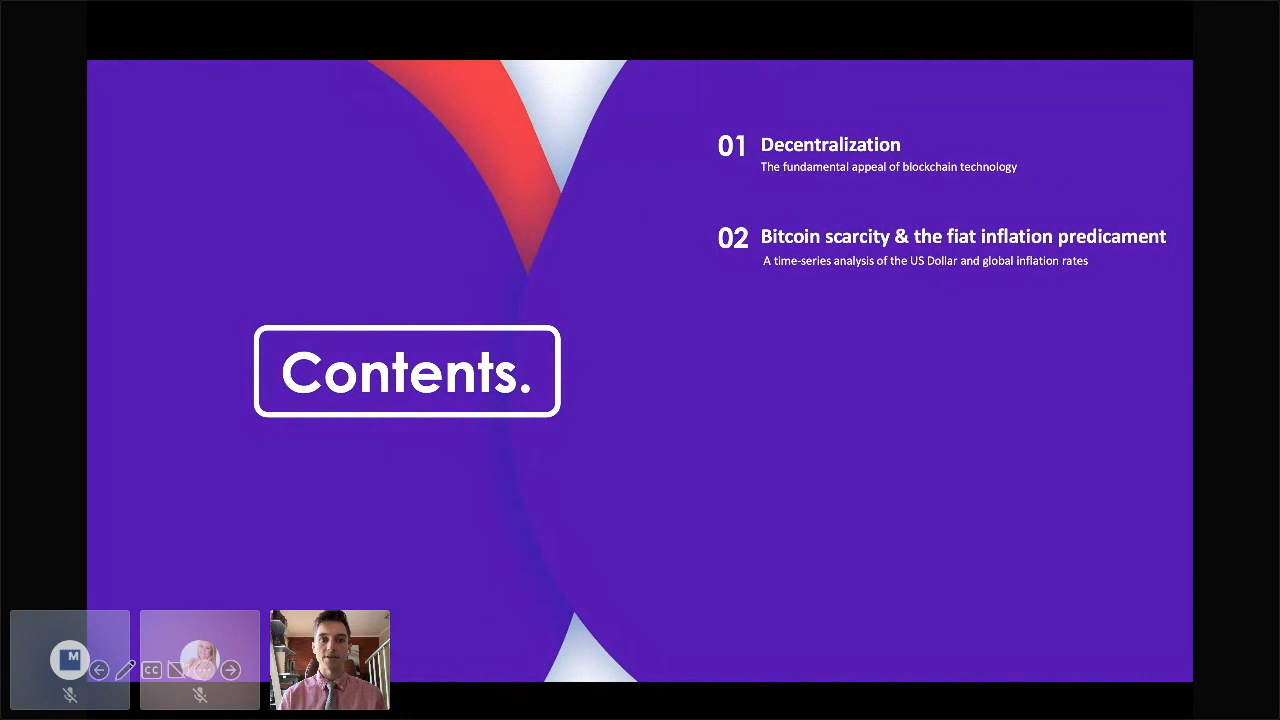 01 Decentralization
The fundamental appeal of blockchain technology
02 Bitcoin scarcity & the fiat inflation predicament
A time-series analysis of the US Dollar and global inflation rates
Contents.
M
CC